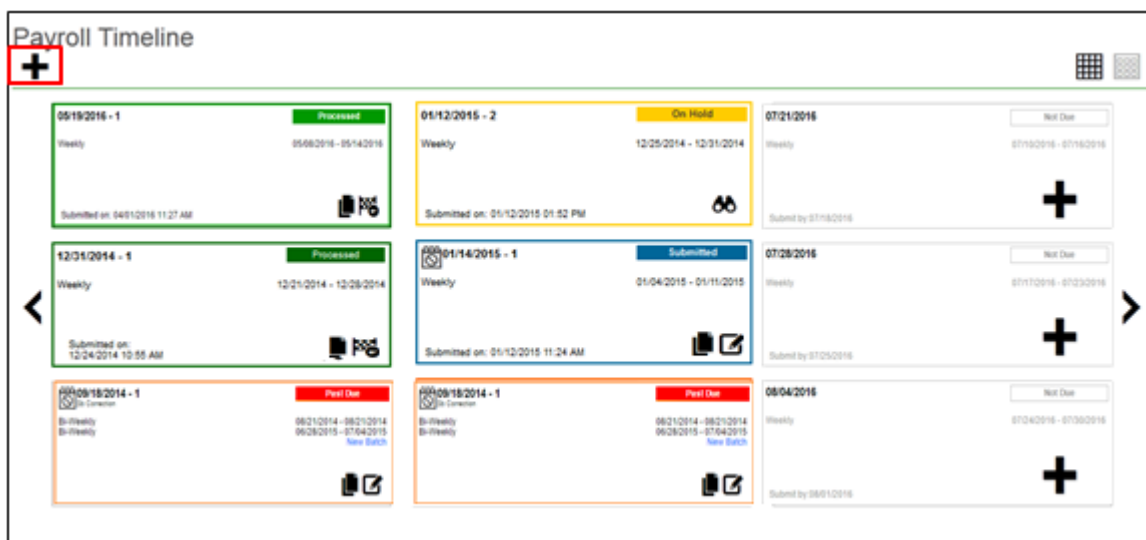 Payroll Timeline
05/19/2016 - 1
Processed
Weekly
05/08/2016 - 05/14/2016
Submitted on: 04/01/2016 11:27 AM
01/12/2015 - 2
On Hold
Weekly
12/25/2014 - 12/31/2014
Submitted on: 01/12/2015 01:52 PM
07/21/2016
Not Due
Weekly
07/10/2016 - 07/16/2016
Submit by:07/18/2016
12/31/2014 - 1
Processed
Weekly
12/21/2014 - 12/28/2014
Submitted on:
12/24/2014 10:55 AM
01/14/2015 - 1
Submitted
Weekly
01/04/2015 - 01/11/2015
Submitted on: 01/12/2015 11:24 AM
07/28/2016
Not Due
Weekly
07/17/2016 - 07/23/2016
Submit by:07/25/2016
09/18/2014 - 1
Past Due
Correction
Bi-Weekly
08/21/2014 - 08/21/2014
Bi-Weekly
06/28/2015 - 07/04/2015
New Batch
09/18/2014 - 1
Past Due
Correction
Bi-Weekly
08/21/2014 - 08/21/2014
Bi-Weekly
06/28/2015 - 07/04/2015
New Batch
08/04/2016
Not Due
Weekly
07/24/2016 - 07/30/2016
Submit by:08/01/2016